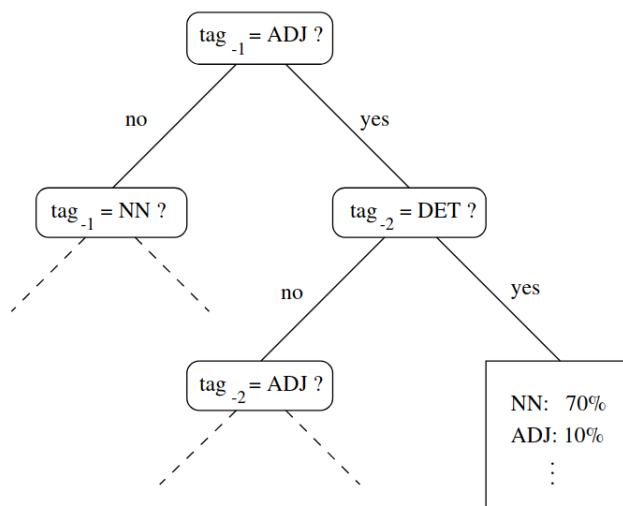 tag -1 = ADJ ?
no
yes
tag -1 = NN ?
tag -2 = DET ?
no
yes
tag -2 = ADJ ?
NN: 70%
ADJ: 10%
⋮